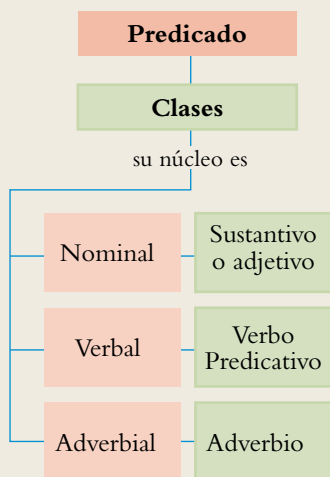 Predicado
Clases
su núcleo es
Nominal
Sustantivo
o adjetivo
Verbal
Verbo
Predicativo
Adverbial
Adverbio